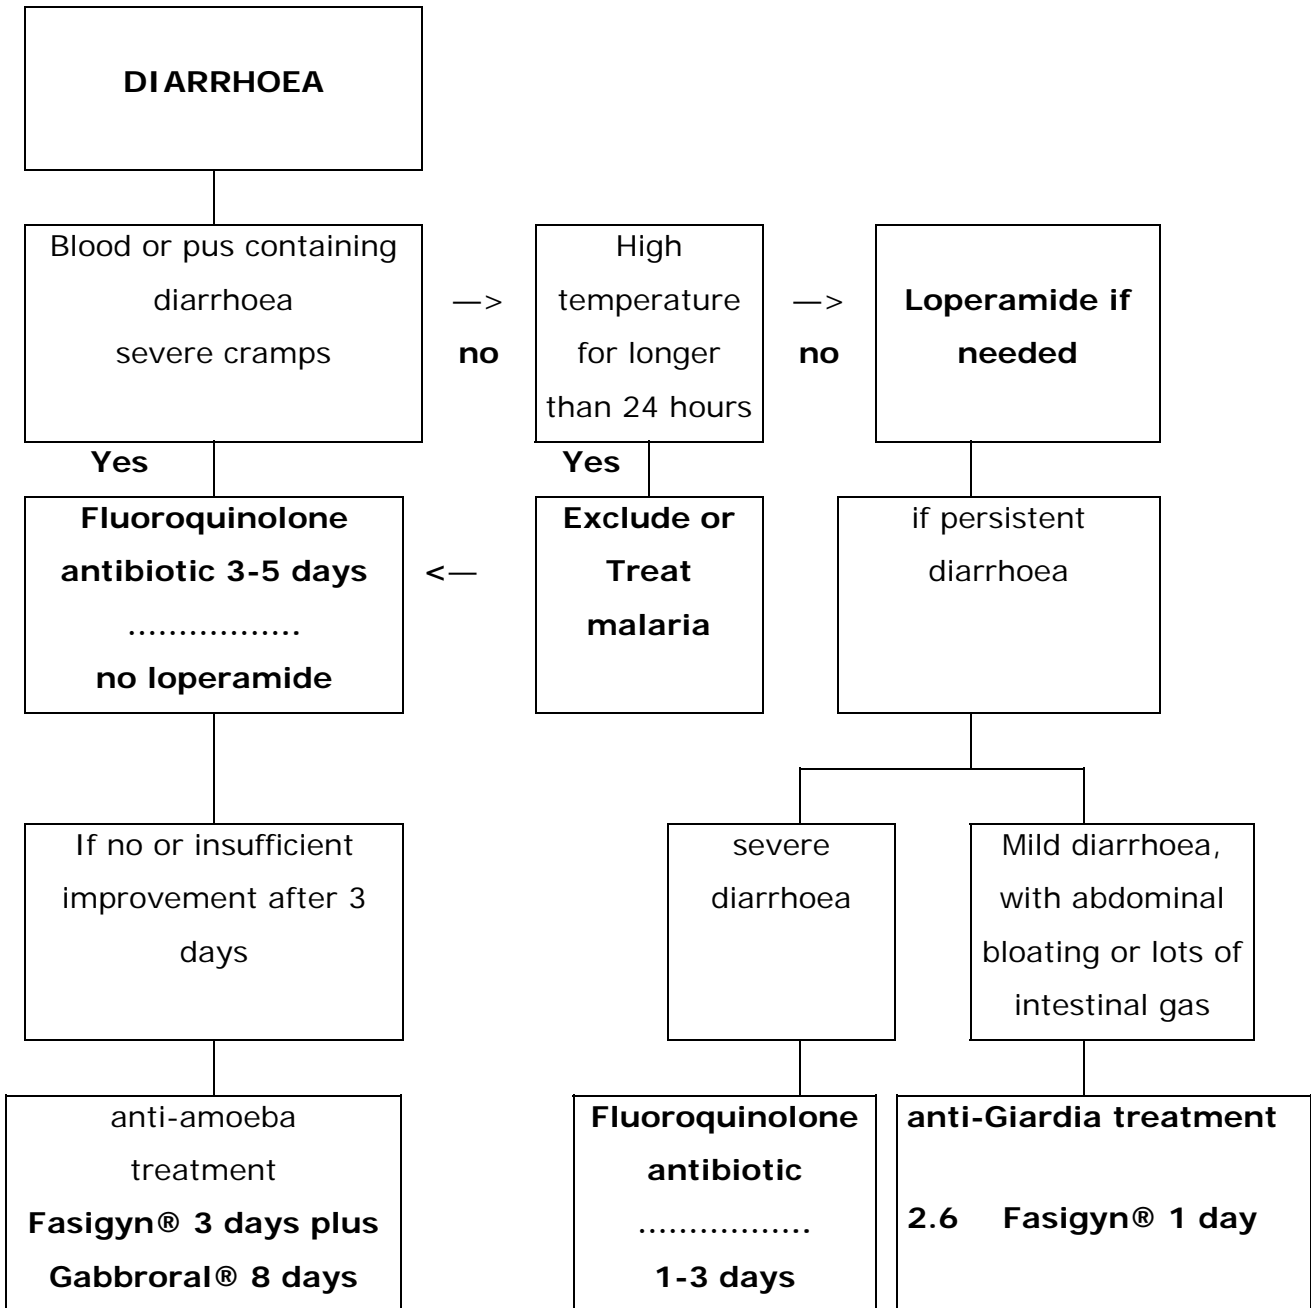 DIARRHOEA
Blood or pus containing
diarrhoea
severe cramps
—>
no
High
temperature
for longer
than 24 hours
—>
no
Loperamide if
needed
Yes
Yes
Fluoroquinolone
antibiotic 3-5 days
.................
no loperamide
<—
Exclude or
Treat
malaria
if persistent
diarrhoea
If no or insufficient
improvement after 3
days
severe
diarrhoea
Mild diarrhoea,
with abdominal
bloating or lots of
intestinal gas
anti-amoeba
treatment
Fasigyn® 3 days plus
Gabbroral® 8 days
Fluoroquinolone
antibiotic
.................
1-3 days
anti-Giardia treatment
2.6 Fasigyn® 1 day